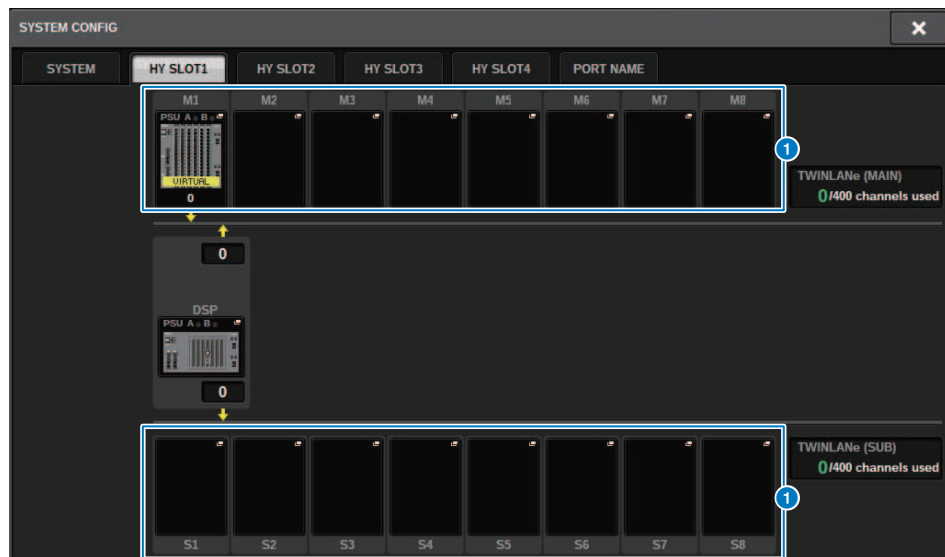 SYSTEM CONFIG
SYSTEM HY SLOT1 HY SLOT2 HY SLOT3 HY SLOT4 PORT NAME
M1 M2 M3 M4 M5 M6 M7 M8
PSU A B
VIRTUAL
0
1
TWINLANe (MAIN)
0/400 channels used
0
DSP
PSU A B
0
TWINLANe (SUB)
0/400 channels used
1
S1 S2 S3 S4 S5 S6 S7 S8